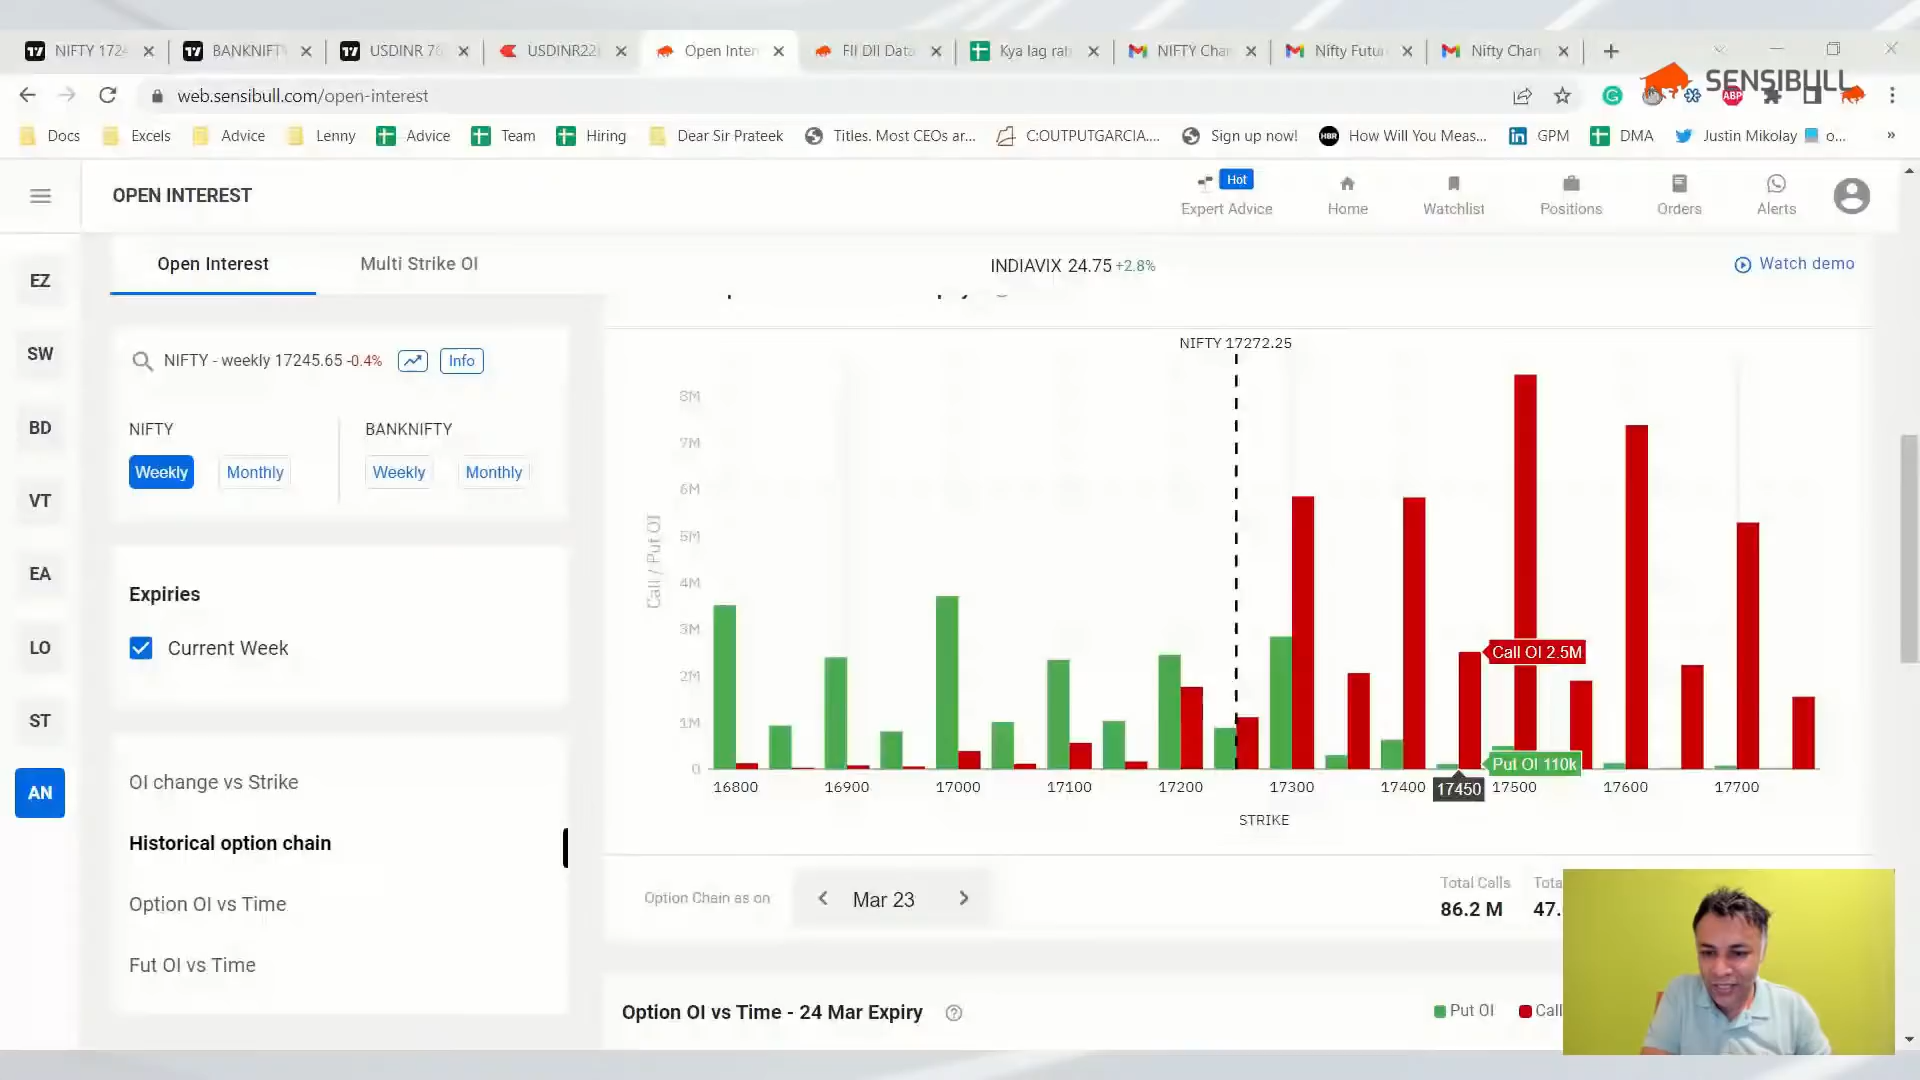 NIFTY 1724
BANKNIFTY
USDINR 76
USDINR22
Open Inter
FII DII Data
Kya lag rah
NIFTY Char
Nifty Futur
Nifty Chan
web.sensibull.com/open-interest
SENSIBULL
ABP
Docs
Excels
Advice
Lenny
Advice
Team
Hiring
Dear Sir Prateek
Titles. Most CEOs ar...
C:OUTPUTGARCIA....
Sign up now!
HBR
How Will You Meas...
GPM
DMA
Justin Mikolay
o...
»
OPEN INTEREST
Hot
Expert Advice
Home
Watchlist
Positions
Orders
Alerts
Open Interest
Multi Strike OI
INDIAVIX 24.75 +2.8%
Watch demo
EZ
SW
BD
VT
EA
LO
ST
AN
NIFTY - weekly 17245.65 -0.4%
Info
NIFTY
BANKNIFTY
Weekly
Monthly
Weekly
Monthly
Expiries
Current Week
OI change vs Strike
Historical option chain
Option OI vs Time
Fut OI vs Time
NIFTY 17272.25
8M
7M
6M
5M
4M
3M
2M
1M
0
Call / Put OI
Call OI 2.5M
Put OI 110k
16800
16900
17000
17100
17200
17300
17400
17450
17500
17600
17700
STRIKE
Option Chain as on
Mar 23
Total Calls
86.2 M
Tota
47.
Option OI vs Time - 24 Mar Expiry
Put OI
Call